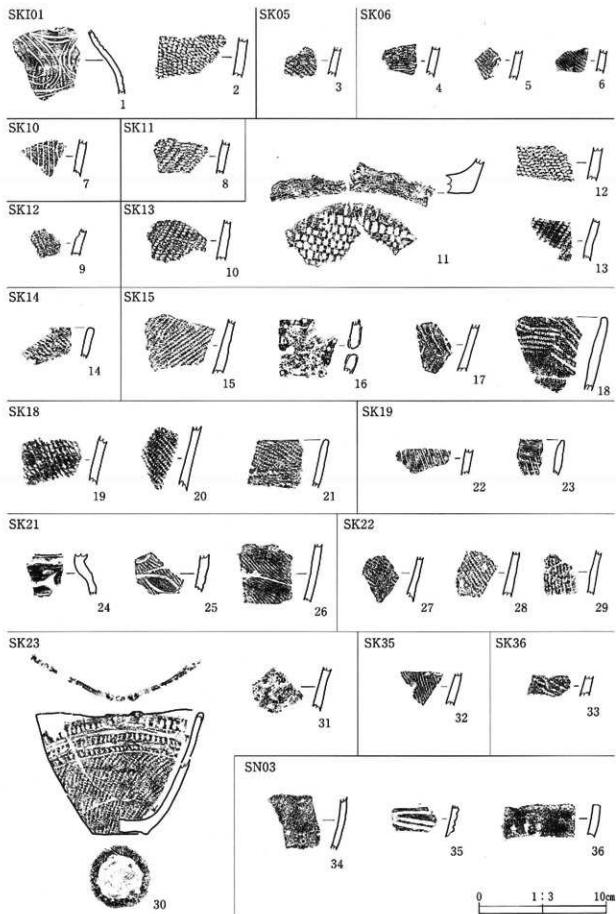 SKI01 SK05 SK06
1 2 3 4 5 6
SK10 SK11
7 8 11 12
SK12 SK13
9 10 13
SK14 SK15
14 15 16 17 18
SK18 SK19
19 20 21 22 23
SK21 SK22
24 25 26 27 28 29
SK23 SK35 SK36
31 32 33
SN03
30 34 35 36
0 1:3 10cm